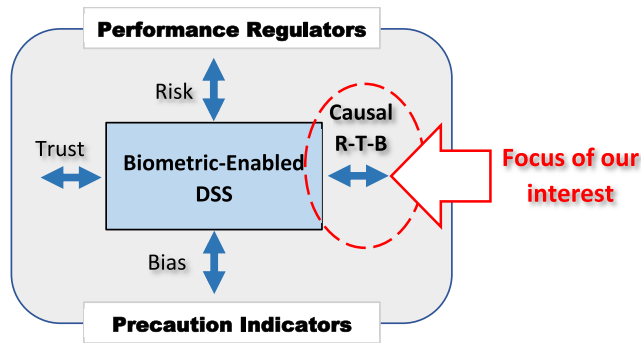 Performance Regulators
Risk
Causal
R-T-B
Trust
Biometric-Enabled
DSS
Focus of our
interest
Bias
Precaution Indicators